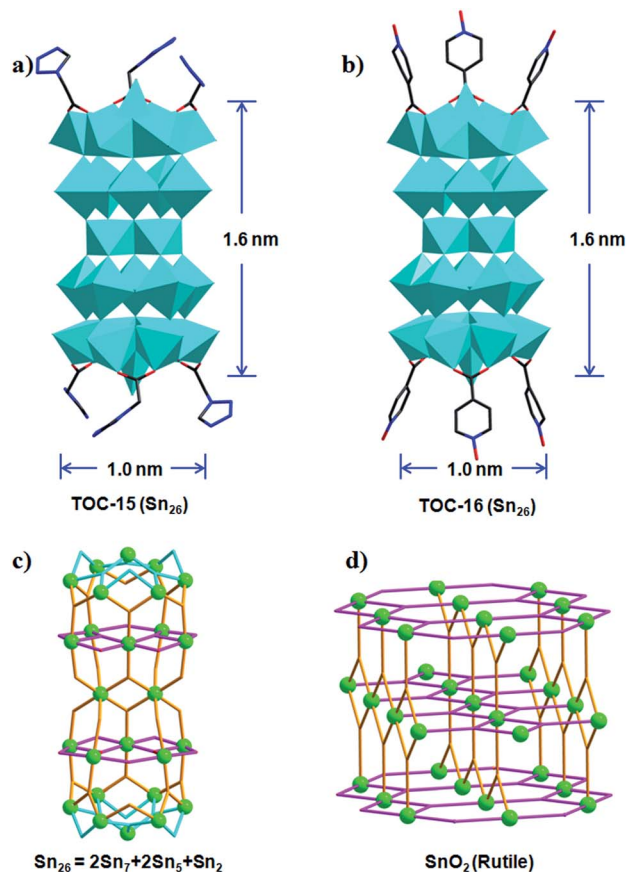 a)
b)
1.6 nm
1.6 nm
1.0 nm
1.0 nm
TOC-15 (Sn₂₆)
TOC-16 (Sn₂₆)
c)
d)
Sn₂₆ = 2Sn₇+2Sn₅+Sn₂
SnO₂ (Rutile)